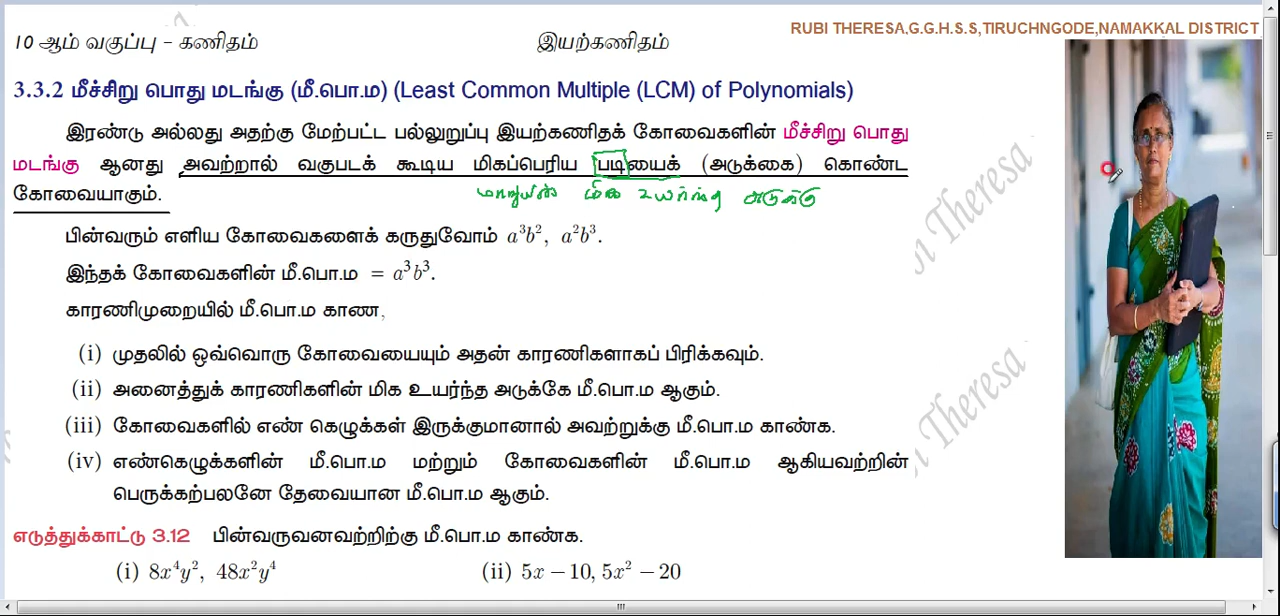 RUBI THERESA,G.G.H.S.S,TIRUCHNGODE,NAMAKKAL DISTRICT
10 ஆம் வகுப்பு – கணிதம் இயற்கணிதம்
3.3.2 மீச்சிறு பொது மடங்கு (மீ.பொ.ம) (Least Common Multiple (LCM) of Polynomials)
இரண்டு அல்லது அதற்கு மேற்பட்ட பல்லுறுப்பு இயற்கணிதக் கோவைகளின் மீச்சிறு பொது
மடங்கு ஆனது அவற்றால் வகுபடக் கூடிய மிகப்பெரிய படியைக் (அடுக்கை) கொண்ட
கோவையாகும்.
மாறியின் மிக உயர்ந்த அடுக்கு
பின்வரும் எளிய கோவைகளைக் கருதுவோம் a³b², a²b³.
இந்தக் கோவைகளின் மீ.பொ.ம = a³b³.
காரணிமுறையில் மீ.பொ.ம காண,
(i) முதலில் ஒவ்வொரு கோவையையும் அதன் காரணிகளாகப் பிரிக்கவும்.
(ii) அனைத்துக் காரணிகளின் மிக உயர்ந்த அடுக்கே மீ.பொ.ம ஆகும்.
(iii) கோவைகளில் எண் கெழுக்கள் இருக்குமானால் அவற்றுக்கு மீ.பொ.ம காண்க.
(iv) எண்கெழுக்களின் மீ.பொ.ம மற்றும் கோவைகளின் மீ.பொ.ம ஆகியவற்றின்
பெருக்கற்பலனே தேவையான மீ.பொ.ம ஆகும்.
எடுத்துக்காட்டு 3.12 பின்வருவனவற்றிற்கு மீ.பொ.ம காண்க.
(i) 8x⁴y², 48x²y⁴ (ii) 5x – 10, 5x² – 20
n Theresa
n Theresa